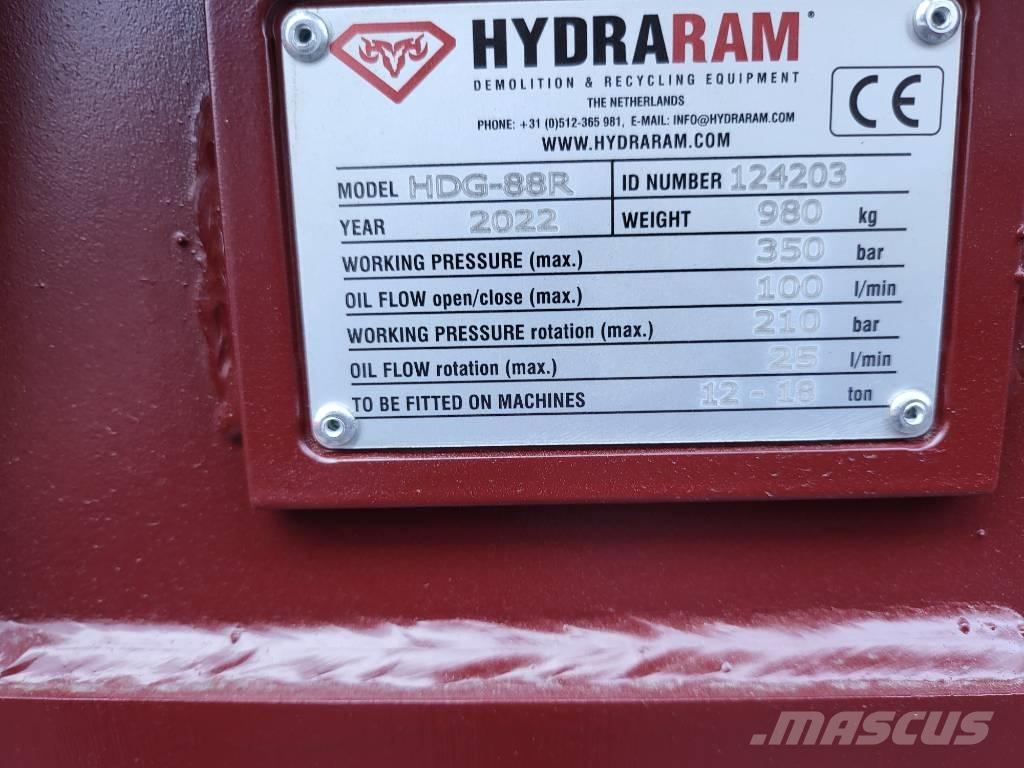 HYDRARAM®
DEMOLITION & RECYCLING EQUIPMENT
THE NETHERLANDS
PHONE: +31 (0)512-365 981, E-MAIL: INFO@HYDRARAM.COM
WWW.HYDRARAM.COM
CE
MODEL HDG-88R ID NUMBER 124203
YEAR 2022 WEIGHT 980 kg
WORKING PRESSURE (max.) 350 bar
OIL FLOW open/close (max.) 100 l/min
WORKING PRESSURE rotation (max.) 210 bar
OIL FLOW rotation (max.) 25 l/min
TO BE FITTED ON MACHINES 12 - 18 ton
MASCUS